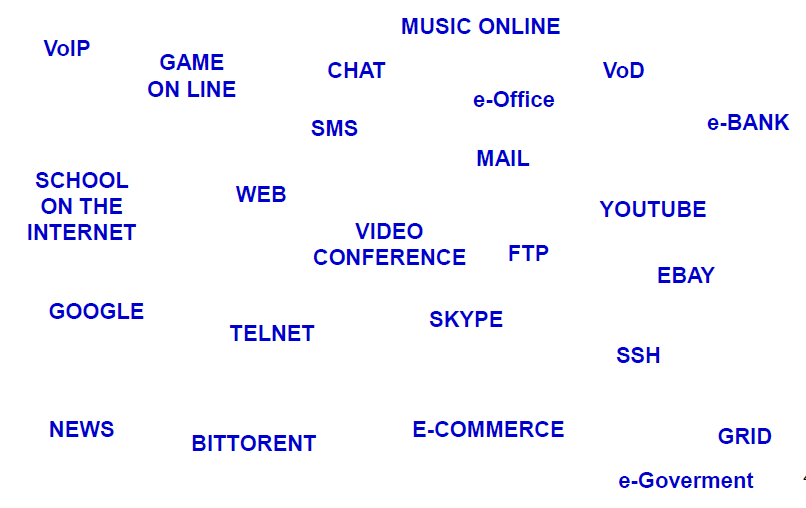 MUSIC ONLINE
VoIP
GAME
ON LINE
CHAT
VoD
e-Office
e-BANK
SMS
MAIL
SCHOOL
ON THE
INTERNET
WEB
YOUTUBE
VIDEO
CONFERENCE
FTP
EBAY
GOOGLE
TELNET
SKYPE
SSH
NEWS
BITTORENT
E-COMMERCE
GRID
e-Goverment